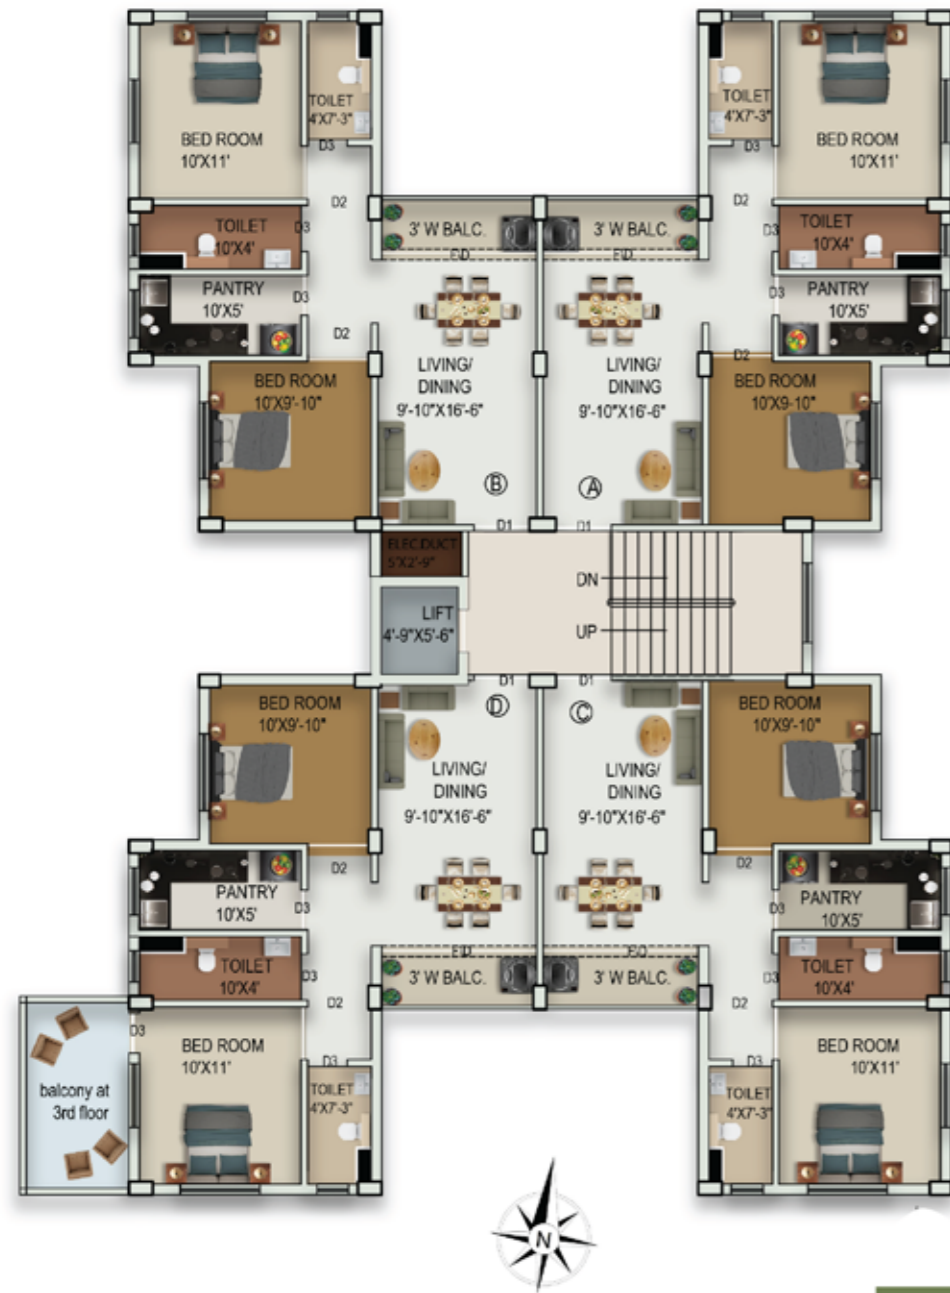 TOILET
4'X7'-3"
TOILET
4'X7'-3"
BED ROOM
10'X11'
D3
D3
BED ROOM
10'X11'
D2
D2
TOILET
10'X4'
D3
3' W BALC.
3' W BALC.
D3
TOILET
10'X4'
PANTRY
10'X5'
D3
D3
PANTRY
10'X5'
D2
D2
BED ROOM
10'X9'-10"
LIVING/
DINING
9'-10"X16'-6"
LIVING/
DINING
9'-10"X16'-6"
BED ROOM
10'X9-10"
B
A
D1
D1
ELEC.DUCT
5'X2'-9"
DN
LIFT
4'-9"X5'-6"
UP
D1
D1
BED ROOM
10'X9'-10"
D
C
BED ROOM
10'X9'-10"
LIVING/
DINING
9'-10"X16'-6"
LIVING/
DINING
9'-10"X16'-6"
D2
D2
PANTRY
10'X5'
D3
D3
PANTRY
10'X5'
TOILET
10'X4'
D3
3' W BALC.
3' W BALC.
D3
TOILET
10'X4'
D2
D2
D3
BED ROOM
10'X11'
D3
D3
BED ROOM
10'X11'
balcony at
3rd floor
TOILET
4'X7'-3"
TOILET
4'X7'-3"
N